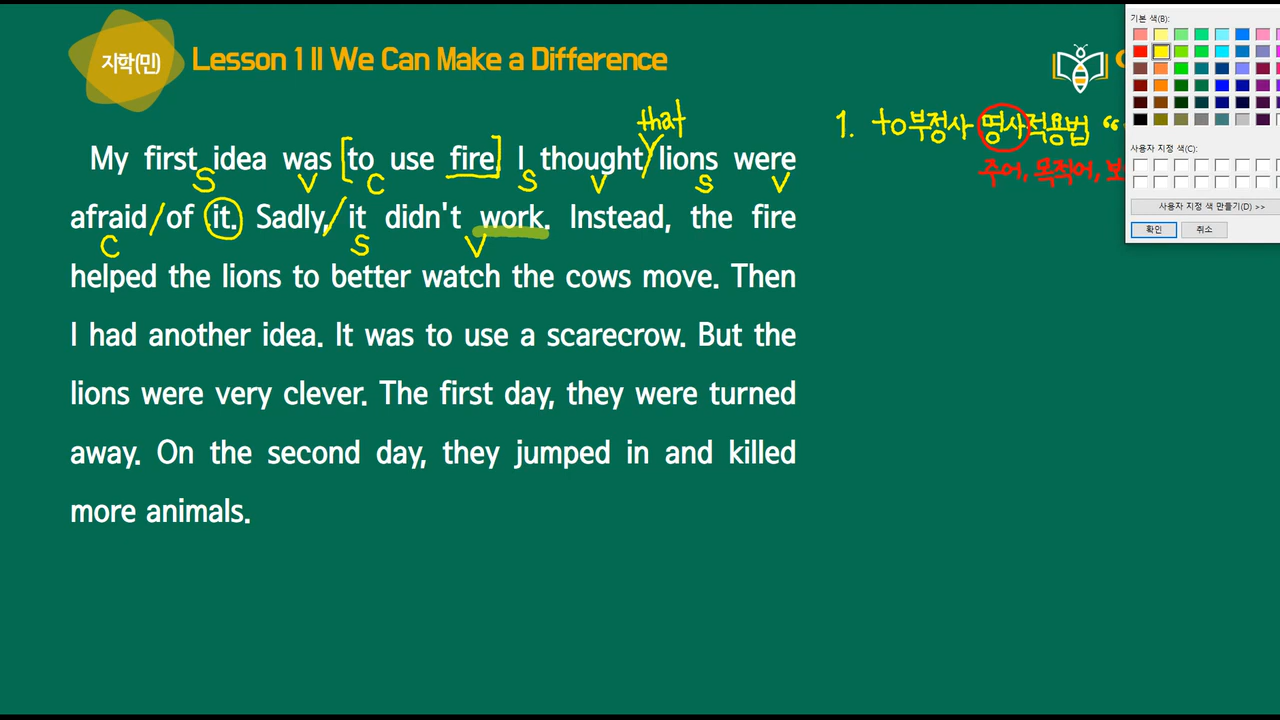 지학(민) Lesson 1 II We Can Make a Difference
1. to부정사 명사적용법 “
주어, 목적어, 보
that
My first idea was [to use fire] I thought/lions were
S V C S V S V
afraid/of it. Sadly,/it didn't work. Instead, the fire
C S V
helped the lions to better watch the cows move. Then
I had another idea. It was to use a scarecrow. But the
lions were very clever. The first day, they were turned
away. On the second day, they jumped in and killed
more animals.
기본 색(B):
사용자 지정 색(C):
사용자 지정 색 만들기(D) >>
확인 취소